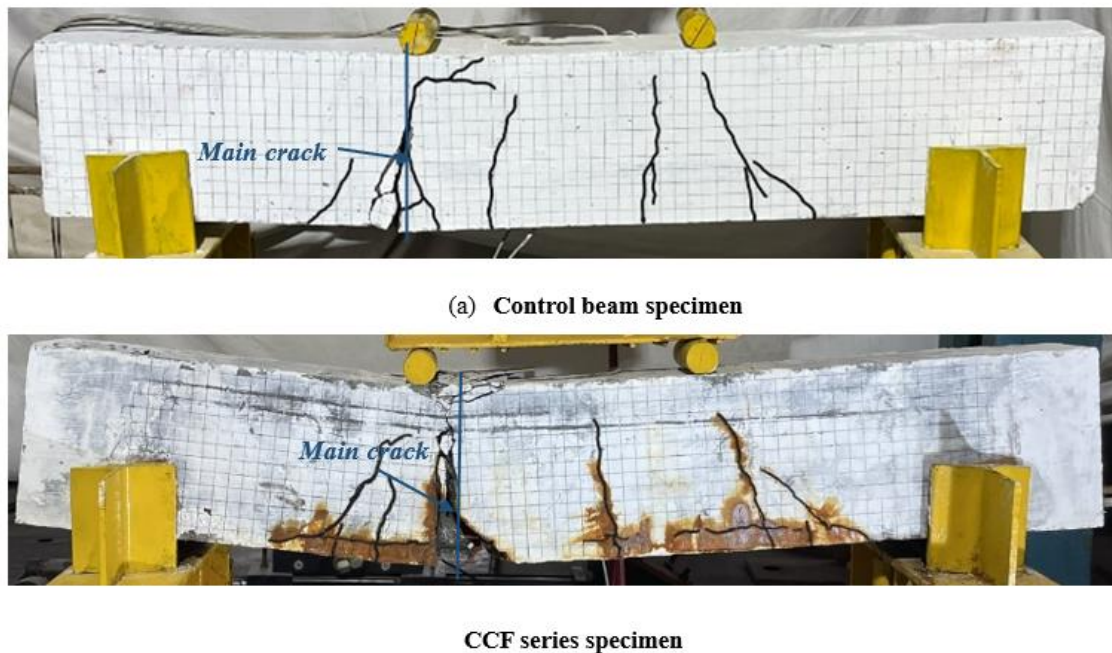 Main crack
(a) Control beam specimen
Main crack
CCF series specimen